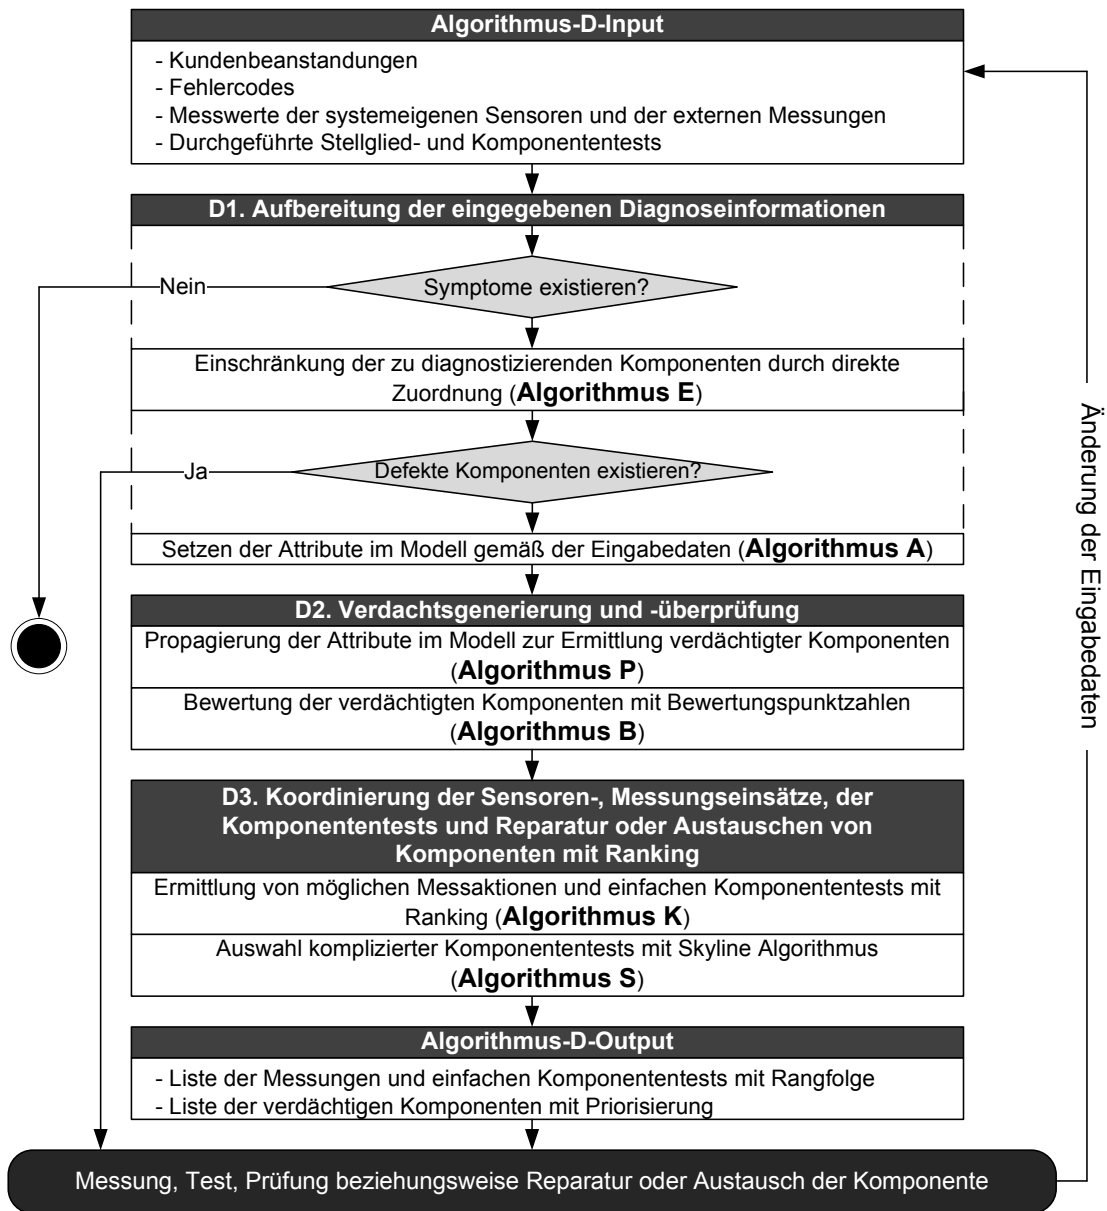 Algorithmus-D-Input
- Kundenbeanstandungen
- Fehlercodes
- Messwerte der systemeigenen Sensoren und der externen Messungen
- Durchgeführte Stellglied- und Komponententests
D1. Aufbereitung der eingegebenen Diagnoseinformationen
Nein
Symptome existieren?
Einschränkung der zu diagnostizierenden Komponenten durch direkte
Zuordnung (Algorithmus E)
Ja
Defekte Komponenten existieren?
Setzen der Attribute im Modell gemäß der Eingabedaten (Algorithmus A)
D2. Verdachtsgenerierung und -überprüfung
Propagierung der Attribute im Modell zur Ermittlung verdächtigter Komponenten
(Algorithmus P)
Bewertung der verdächtigten Komponenten mit Bewertungspunktzahlen
(Algorithmus B)
D3. Koordinierung der Sensoren-, Messungseinsätze, der
Komponententests und Reparatur oder Austauschen von
Komponenten mit Ranking
Ermittlung von möglichen Messaktionen und einfachen Komponententests mit
Ranking (Algorithmus K)
Auswahl komplizierter Komponententests mit Skyline Algorithmus
(Algorithmus S)
Algorithmus-D-Output
- Liste der Messungen und einfachen Komponententests mit Rangfolge
- Liste der verdächtigen Komponenten mit Priorisierung
Messung, Test, Prüfung beziehungsweise Reparatur oder Austausch der Komponente
Änderung der Eingabedaten